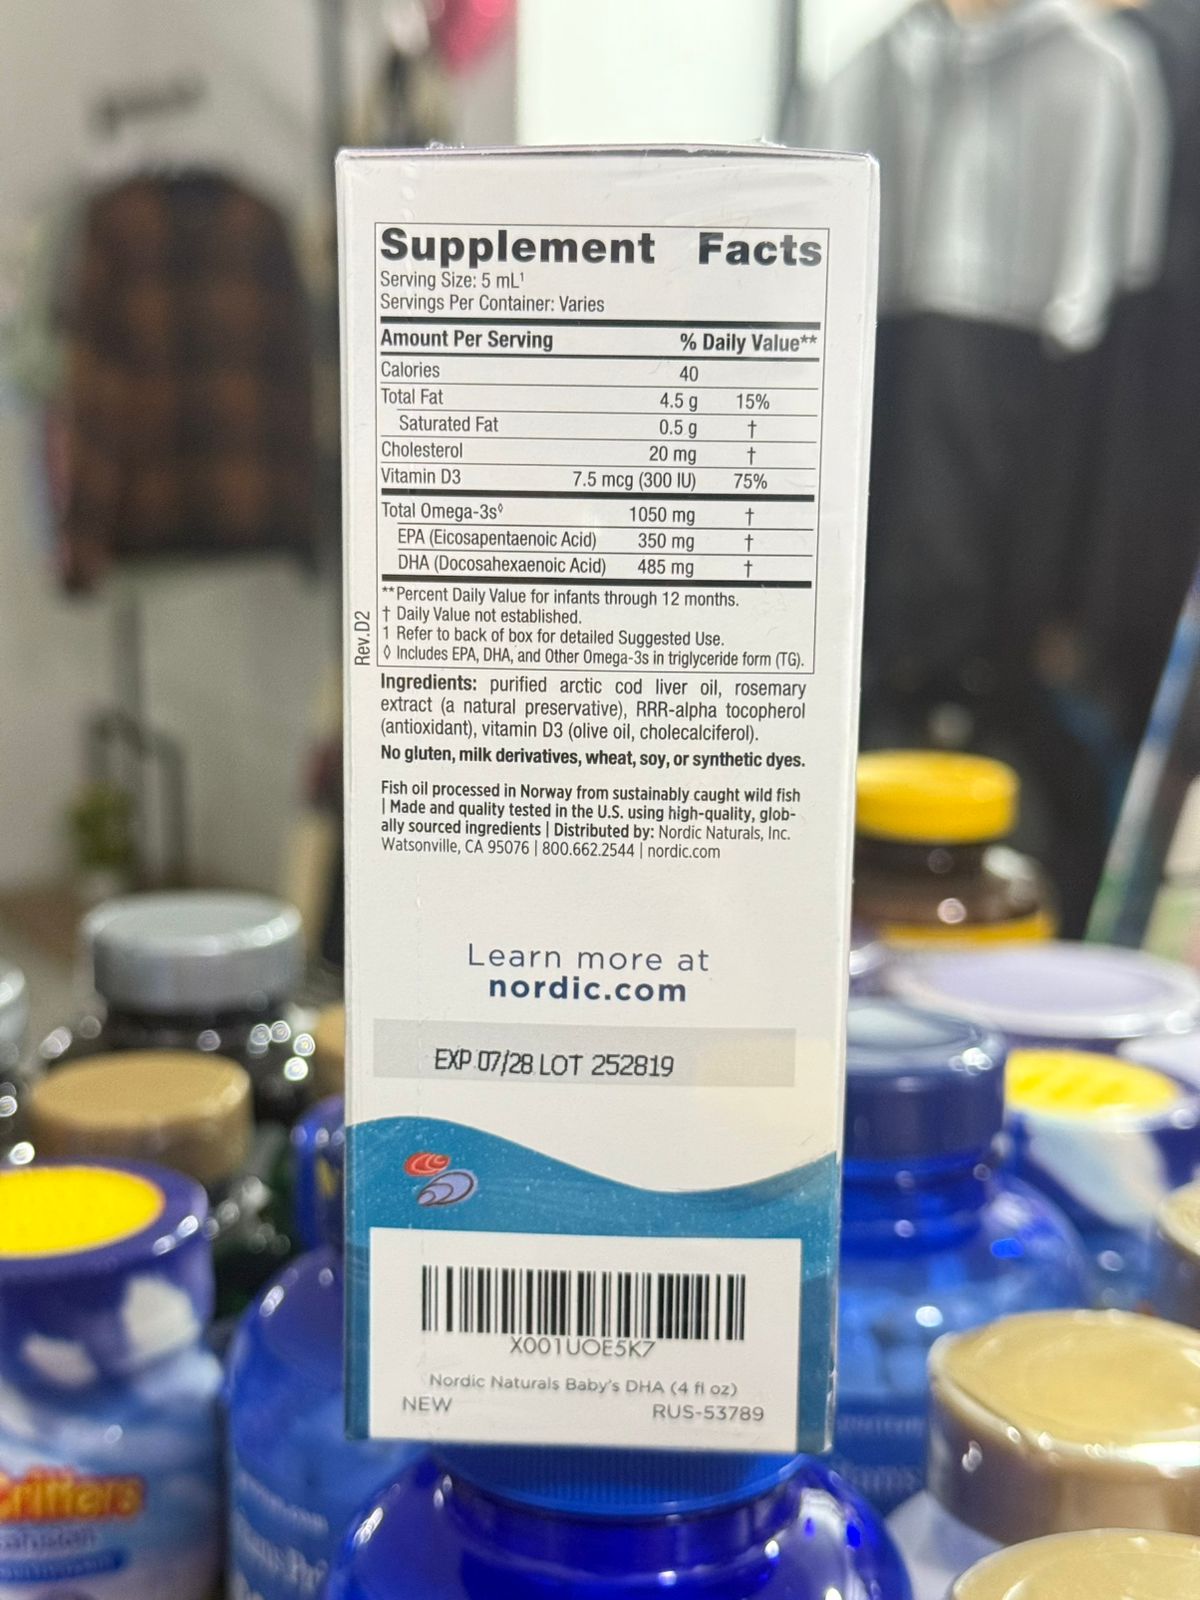 Supplement Facts
Serving Size: 5 mL¹
Servings Per Container: Varies
Amount Per Serving % Daily Value**
Calories 40
Total Fat 4.5 g 15%
Saturated Fat 0.5 g †
Cholesterol 20 mg †
Vitamin D3 7.5 mcg (300 IU) 75%
Total Omega-3s◊ 1050 mg †
EPA (Eicosapentaenoic Acid) 350 mg †
DHA (Docosahexaenoic Acid) 485 mg †
**Percent Daily Value for infants through 12 months.
† Daily Value not established.
1 Refer to back of box for detailed Suggested Use.
◊ Includes EPA, DHA, and Other Omega-3s in triglyceride form (TG).
Rev.D2
Ingredients: purified arctic cod liver oil, rosemary
extract (a natural preservative), RRR-alpha tocopherol
(antioxidant), vitamin D3 (olive oil, cholecalciferol).
No gluten, milk derivatives, wheat, soy, or synthetic dyes.
Fish oil processed in Norway from sustainably caught wild fish
| Made and quality tested in the U.S. using high-quality, glob-
ally sourced ingredients | Distributed by: Nordic Naturals, Inc.
Watsonville, CA 95076 | 800.662.2544 | nordic.com
Learn more at
nordic.com
EXP 07/28 LOT 252819
X001UOE5K7
Nordic Naturals Baby's DHA (4 fl oz)
NEW RUS-53789